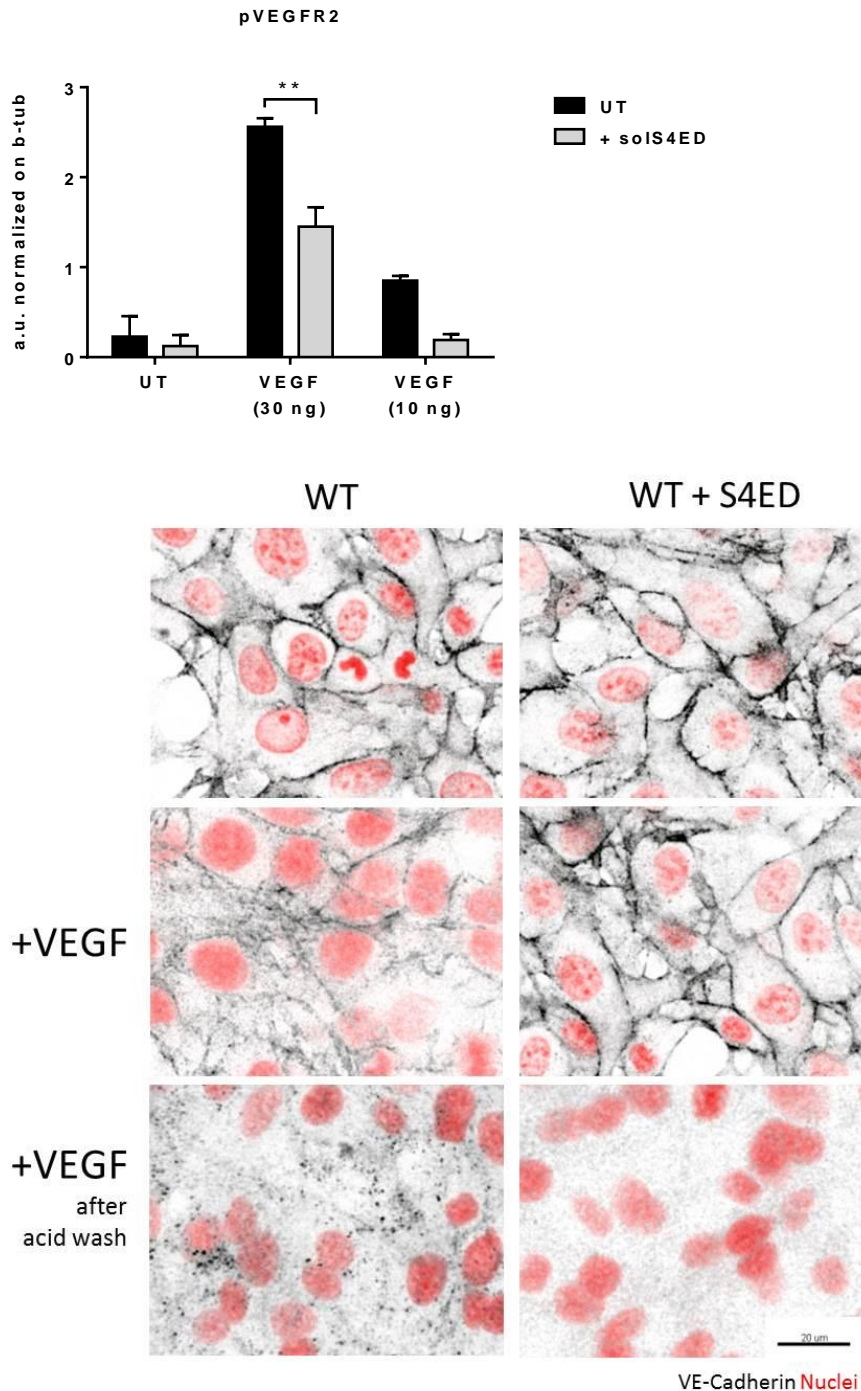 pVEGFR2
a.u. normalized on b-tub
3
2
1
0
**
UT
+ solS4ED
UT
VEGF
(30 ng)
VEGF
(10 ng)
WT
WT + S4ED
+VEGF
+VEGF
after
acid wash
20 um
VE-Cadherin Nuclei